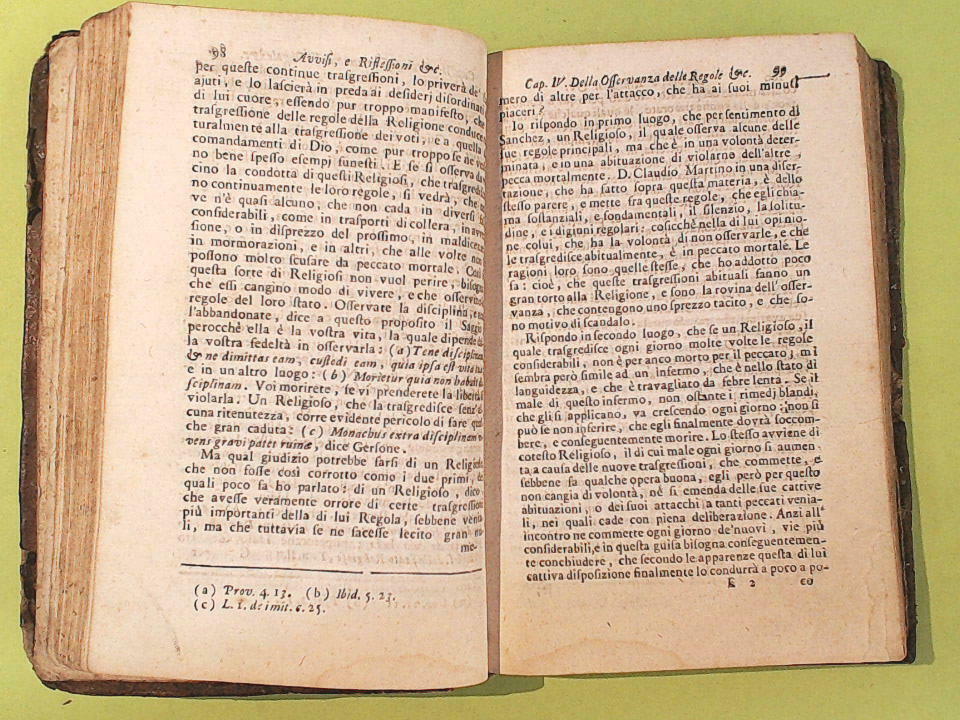 98 Avvisi, e Riflessioni &c.
per queste continue trasgressioni, lo priverà de'
ajuti, e lo lascierà in preda ai desiderj disordinati
di lui cuore, essendo pur troppo manifesto, che
trasgressione delle regole della Religione conduce
turalmente alla trasgressione dei voti, e a quella
comandamenti di Dio, come pur troppo se ne
no bene spesso esempj funesti. E se si osserva da
cino la condotta di questi Religiosi, che trasgredis
no continuamente le loro regole, si vedrà, che
ve n'è quasi alcuno, che non cada in diversi
considerabili, come in trasporti di collera, in
sione, o in disprezzo del prossimo, in maldicen
in mormorazioni, e in altri, che alle volte non
possono molto scusare da peccato mortale. Così
questa sorte di Religiosi non vuol perire, bisogna
che essi cangino modo di vivere, e che osservino
regole del loro stato. Osservate la disciplina,
l'abbandonate, dice a questo proposito il Saggio
perocchè ella è la vostra vita, la quale dipende
la vostra fedeltà in osservarla: (a) Tene disciplinam
& ne dimittas eam, custodi eam, quia ipsa est vita tua
e in un altro luogo: (b) Morietur quia non habuit di
sciplinam. Voi morirete, se vi prenderete la libertà
violarla. Un Religioso, che la trasgredisce senz'
cuna ritenutezza, corre evidente pericolo di fare qual
che gran caduta: (c) Monachus extra disciplinam
vens gravi patet ruinæ, dice Gersone.
Ma qual giudizio potrebbe farsi di un Religioso
che non fosse così corrotto come i due primi, de
quali poco fa ho parlato: di un Religioso, dico
che avesse veramente orrore di certe trasgressioni
più importanti della di lui Regola, sebbene venia
li, ma che tuttavia se ne facesse lecito gran nu
me-
(a) Prov. 4. 13. (b) Ibid. 5. 23.
(c) L. 1. de imit. c. 25.
Cap. IV. Della Osservanza delle Regole &c. 99
mero di altre per l'attacco, che ha ai suoi minuti
piaceri?
Io rispondo in primo luogo, che per sentimento di
Sanchez, un Religioso, il quale osserva alcune delle
sue regole principali, ma che è in una volontà deter-
minata, e in una abituazione di violarno dell'altre,
pecca mortalmente. D. Claudio Martino in una diser-
tazione, che ha fatto sopra questa materia, è dello
stesso parere, e mette fra queste regole, che egli chia-
ma sostanziali, e fondamentali, il silenzio, la solitu-
dine, e i digiuni regolari: cosicchè nella di lui opinio-
ne colui, che ha la volontà di non osservarle, e che
le trasgredisce abitualmente, è in peccato mortale. Le
ragioni loro sono quelle stesse, che ho addotto poco
fa: cioè, che queste trasgressioni abituali fanno un
gran torto alla Religione, e sono la rovina dell' osser-
vanza, che contengono uno sprezzo tacito, e che so-
no motivo di scandalo.
Rispondo in secondo luogo, che se un Religioso, il
quale trasgredisce ogni giorno molte volte le regole
considerabili, non è per anco morto per il peccato; mi
sembra però simile ad un infermo, che è nello stato di
languidezza, e che è travagliato da febre lenta. Se il
male di questo infermo, non ostante i rimedj blandi,
che gli si applicano, va crescendo ogni giorno; non si
può se non inferire, che egli finalmente dovrà soccom-
bere, e conseguentemente morire. Lo stesso avviene di
cotesto Religioso, il di cui male ogni giorno si aumen
ta a causa delle nuove trasgressioni, che commette, e
sebbene fa qualche opera buona, egli però per questo
non cangia di volontà, nè si emenda delle sue cattive
abituazioni, o dei suoi attacchi a tanti peccati venia-
li, nei quali cade con piena deliberazione. Anzi all'
incontro ne commette ogni giorno de'nuovi, vie più
considerabili, e in questa guisa bisogna conseguentemen-
te conchiudere, che secondo le apparenze questa di lui
cattiva disposizione finalmente lo condurrà a poco a po-
E 2 co